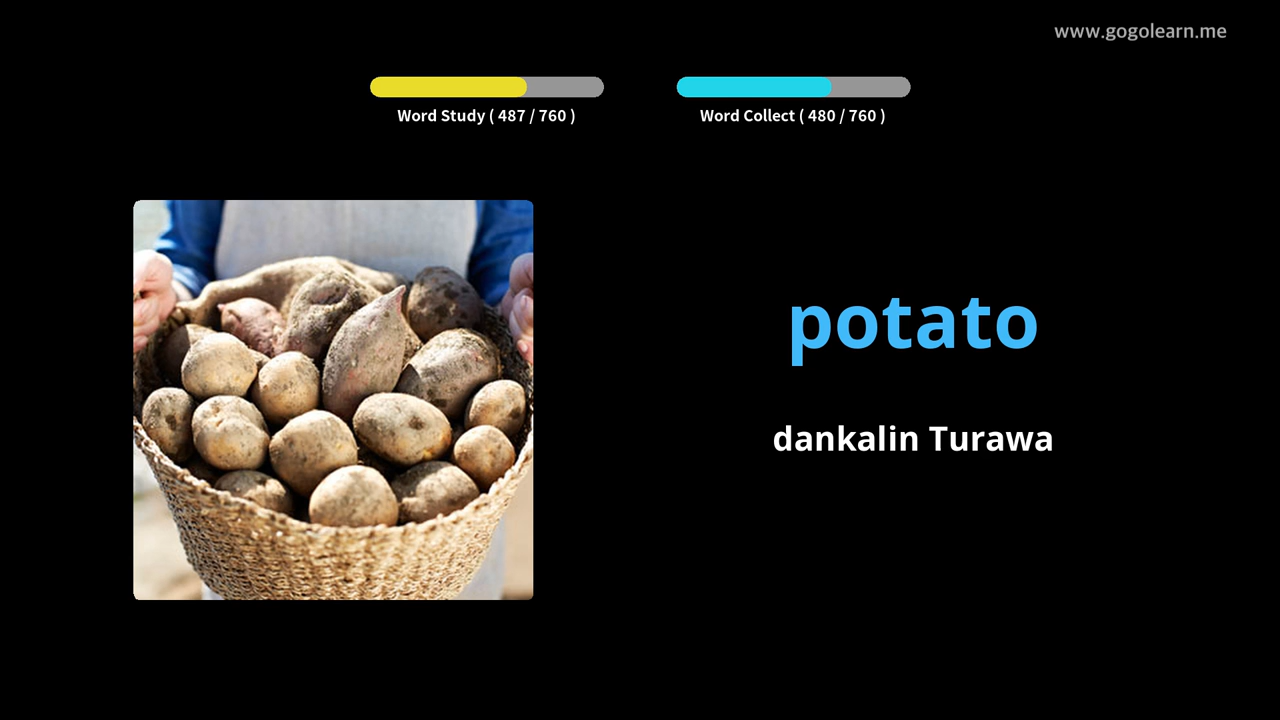 www.gogolearn.me
Word Study ( 487 / 760 )
Word Collect ( 480 / 760 )
potato
dankalin Turawa